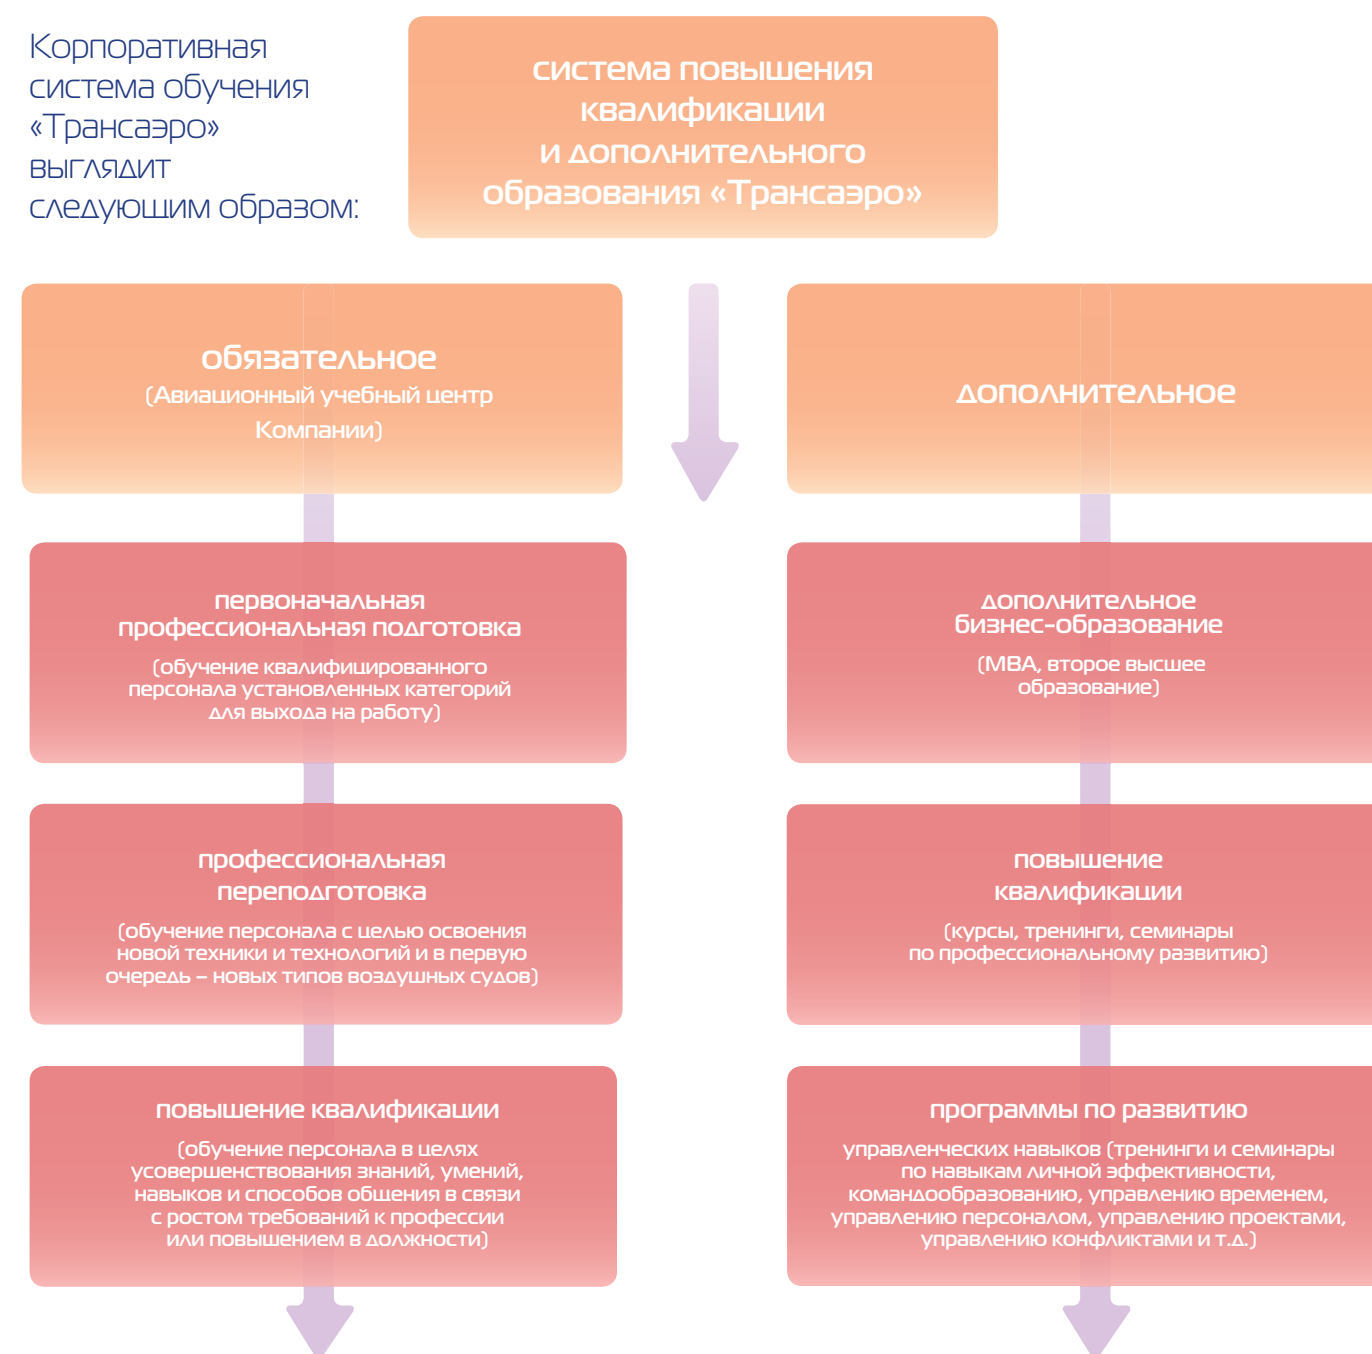 Корпоративная
система обучения
«Трансаэро»
выглядит
следующим образом:
система повышения
квалификации
и дополнительного
образования «Трансаэро»
обязательное
(Авиационный учебный центр
Компании)
дополнительное
первоначальная
профессиональная подготовка
(обучение квалифицированного
персонала установленных категорий
для выхода на работу)
дополнительное
бизнес-образование
(МВА, второе высшее
образование)
профессиональная
переподготовка
(обучение персонала с целью освоения
новой техники и технологий и в первую
очередь – новых типов воздушных судов)
повышение
квалификации
(курсы, тренинги, семинары
по профессиональному развитию)
повышение квалификации
(обучение персонала в целях
усовершенствования знаний, умений,
навыков и способов общения в связи
с ростом требований к профессии
или повышением в должности)
программы по развитию
управленческих навыков (тренинги и семинары
по навыкам личной эффективности,
командообразованию, управлению временем,
управлению персоналом, управлению проектами,
управлению конфликтами и т.д.)